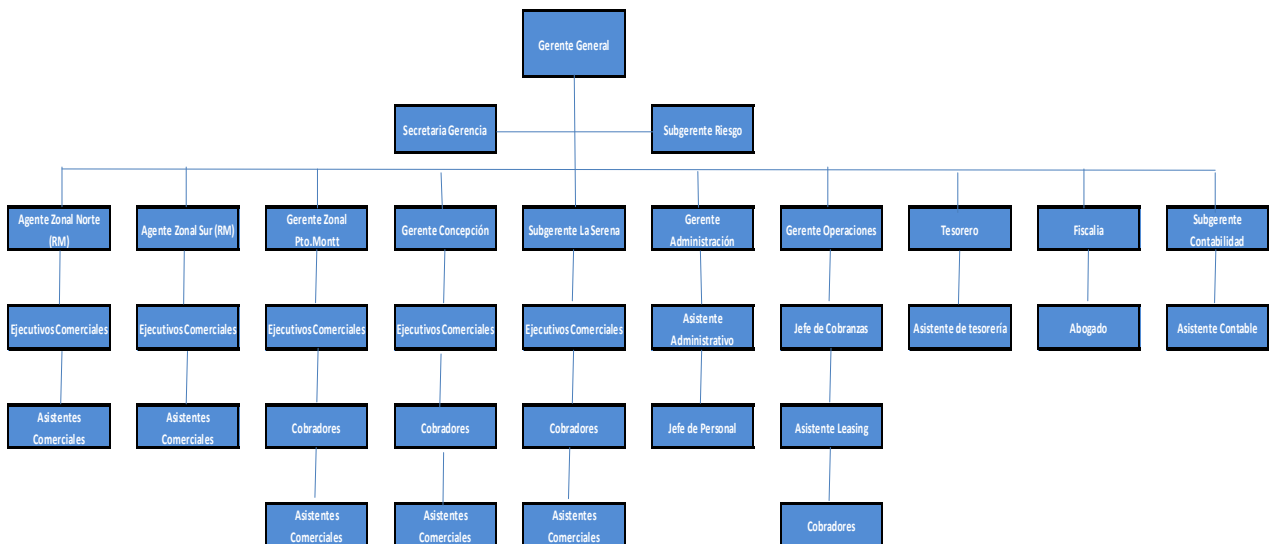 Gerente General
Secretaria Gerencia
Subgerente Riesgo
Agente Zonal Norte
(RM)
Agente Zonal Sur (RM)
Gerente Zonal
Pto.Montt
Gerente Concepción
Subgerente La Serena
Gerente
Administración
Gerente Operaciones
Tesorero
Fiscalia
Subgerente
Contabilidad
Ejecutivos Comerciales
Ejecutivos Comerciales
Ejecutivos Comerciales
Ejecutivos Comerciales
Ejecutivos Comerciales
Asistente
Administrativo
Jefe de Cobranzas
Asistente de tesorería
Abogado
Asistente Contable
Asistentes
Comerciales
Asistentes
Comerciales
Cobradores
Cobradores
Cobradores
Jefe de Personal
Asistente Leasing
Asistentes
Comerciales
Asistentes
Comerciales
Asistentes
Comerciales
Cobradores